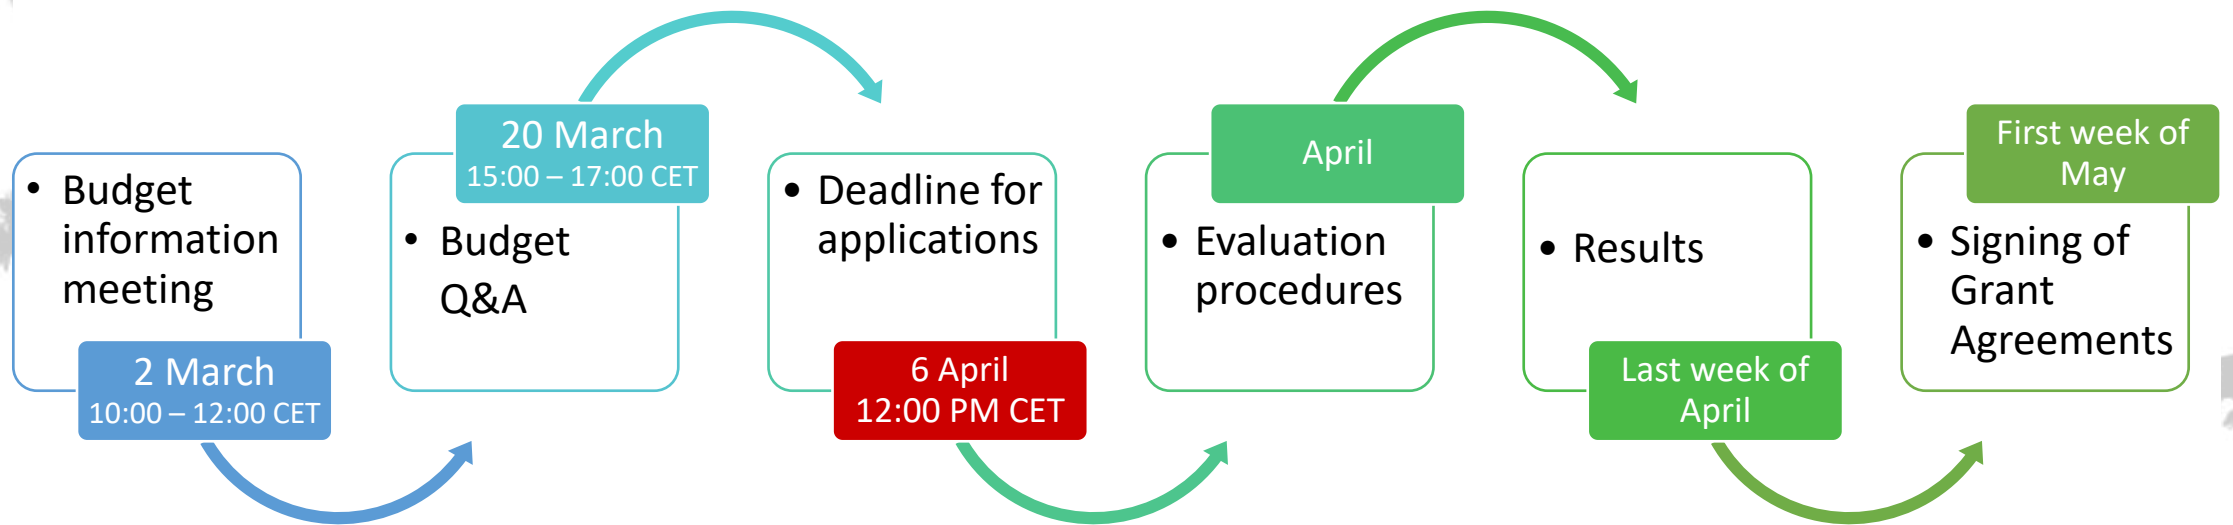 • Budget
information
meeting
2 March
10:00 – 12:00 CET
20 March
15:00 – 17:00 CET
• Budget
Q&A
• Deadline for
applications
6 April
12:00 PM CET
April
• Evaluation
procedures
• Results
Last week of
April
First week of
May
• Signing of
Grant
Agreements